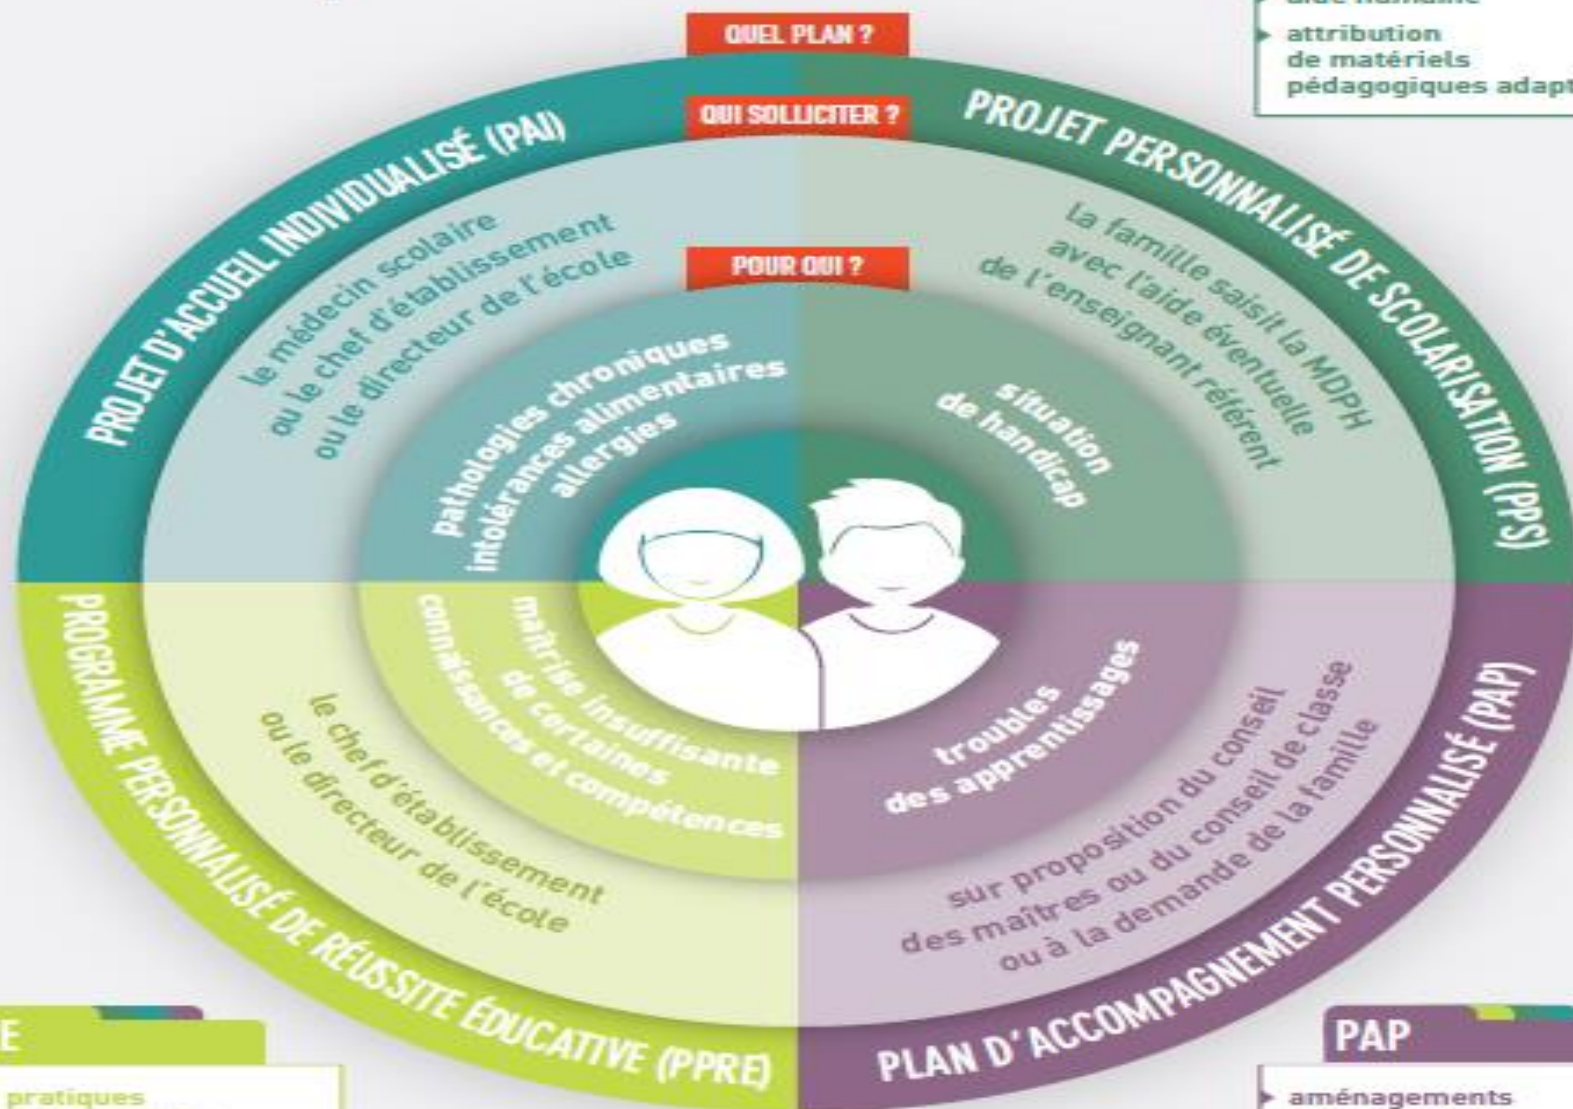 attribution
de matériels
pédagogiques adapt
QUEL PLAN ?
QUI SOLLICITER ?
POUR QUI ?
PROJET D'ACCUEIL INDIVIDUALISÉ (PAI)
le médecin scolaire
ou le chef d'établissement
ou le directeur de l'école
pathologies chroniques
intolérances alimentaires
allergies
PROJET PERSONNALISÉ DE SCOLARISATION (PPS)
la famille saisit la MDPH
avec l'aide éventuelle
de l'enseignant référent
situation
de handicap
PROGRAMME PERSONNALISÉ DE RÉUSSITE ÉDUCATIVE (PPRE)
le chef d'établissement
ou le directeur de l'école
maîtrise insuffisante
de certaines
connaissances et compétences
PLAN D'ACCOMPAGNEMENT PERSONNALISÉ (PAP)
sur proposition du conseil
des maîtres ou du conseil de classe
ou à la demande de la famille
troubles
des apprentissages
E
pratiques
PAP
aménagements